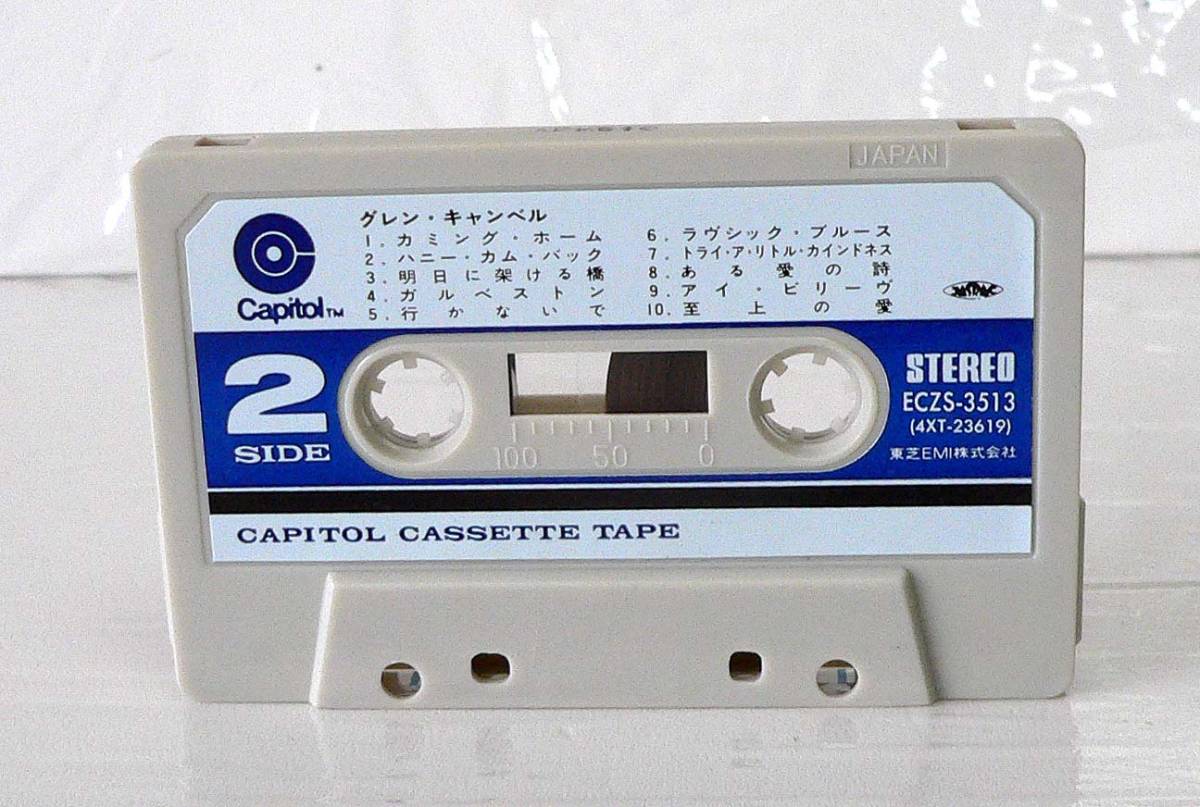 JAPAN
グレン・キャンベル
1. カミング・ホーム
2. ハニー・カム・バック
3. 明日に架ける橋
4. ガルベストン
5. 行かないで
6. ラヴシック・ブルース
7. トライ・ア・リトル・カインドネス
8. ある愛の詩
9. アイ・ビリーヴ
10. 至上の愛
Capitol™
JASRAC
2
SIDE
100 50 0
STEREO
ECZS-3513
(4XT-23619)
東芝EMI株式会社
CAPITOL CASSETTE TAPE